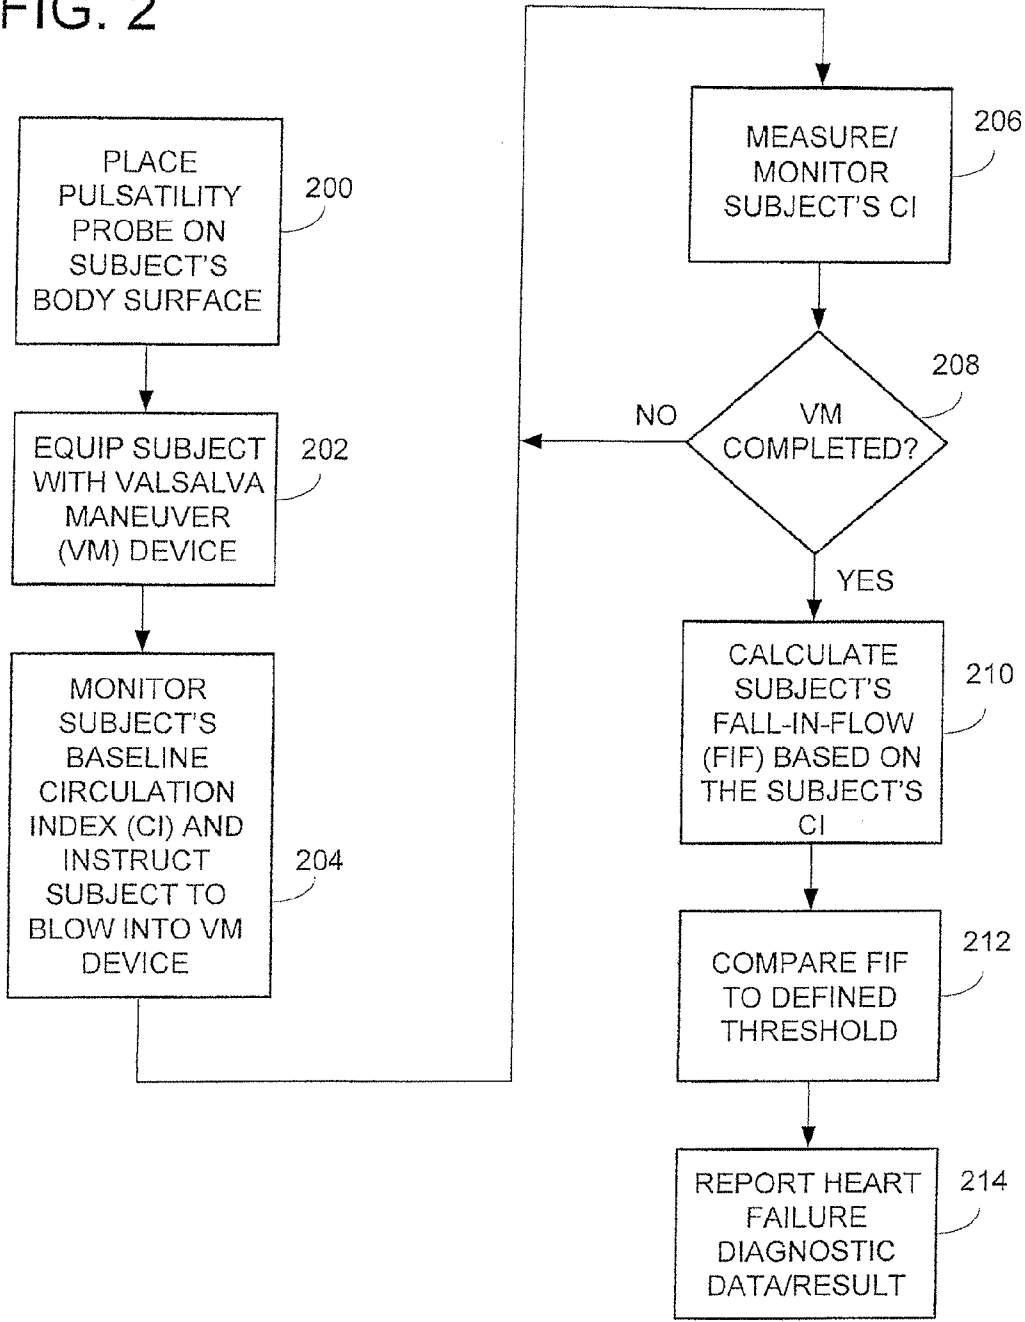 FIG. 2
PLACE
PULSATILITY
PROBE ON
SUBJECT'S
BODY SURFACE
200
EQUIP SUBJECT
WITH VALSALVA
MANEUVER
(VM) DEVICE
202
MONITOR
SUBJECT'S
BASELINE
CIRCULATION
INDEX (CI) AND
INSTRUCT
SUBJECT TO
BLOW INTO VM
DEVICE
204
MEASURE/
MONITOR
SUBJECT'S CI
206
VM
COMPLETED?
208
NO
YES
CALCULATE
SUBJECT'S
FALL-IN-FLOW
(FIF) BASED ON
THE SUBJECT'S
CI
210
COMPARE FIF
TO DEFINED
THRESHOLD
212
REPORT HEART
FAILURE
DIAGNOSTIC
DATA/RESULT
214